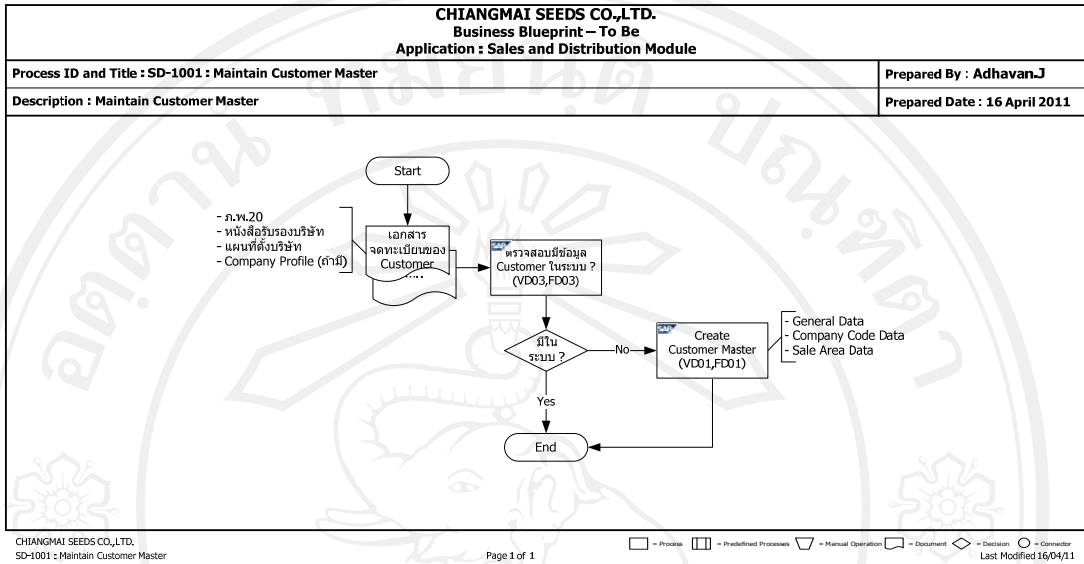 CHIANGMAI SEEDS CO.,LTD.
Business Blueprint – To Be
Application : Sales and Distribution Module
Process ID and Title : SD-1001 : Maintain Customer Master
Prepared By : Adhavan.J
Description : Maintain Customer Master
Prepared Date : 16 April 2011
Start
- ภ.พ.20
- หนังสือรับรองบริษัท
- แผนที่ตั้งบริษัท
- Company Profile (ถ้ามี)
เอกสาร
จดทะเบียนของ
Customer
SAP
ตรวจสอบมีข้อมูล
Customer ในระบบ ?
(VD03,FD03)
มีใน
ระบบ ?
No
SAP
Create
Customer Master
(VD01,FD01)
- General Data
- Company Code Data
- Sale Area Data
Yes
End
CHIANGMAI SEEDS CO.,LTD.
SD-1001 : Maintain Customer Master
Page 1 of 1
= Process = Predefined Processes = Manual Operation = Document = Decision = Connector
Last Modified 16/04/11